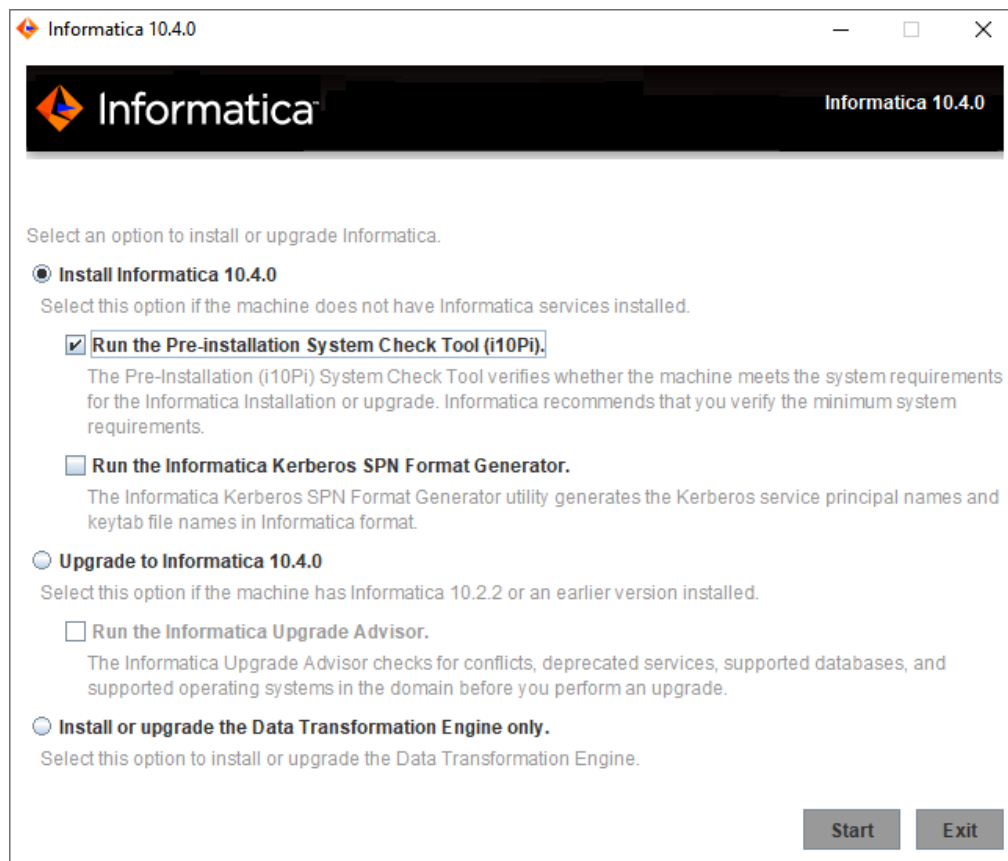 Informatica 10.4.0
Informatica
Informatica 10.4.0
Select an option to install or upgrade Informatica.
Install Informatica 10.4.0
Select this option if the machine does not have Informatica services installed.
Run the Pre-installation System Check Tool (i10Pi).
The Pre-Installation (i10Pi) System Check Tool verifies whether the machine meets the system requirements
for the Informatica Installation or upgrade. Informatica recommends that you verify the minimum system
requirements.
Run the Informatica Kerberos SPN Format Generator.
The Informatica Kerberos SPN Format Generator utility generates the Kerberos service principal names and
keytab file names in Informatica format.
Upgrade to Informatica 10.4.0
Select this option if the machine has Informatica 10.2.2 or an earlier version installed.
Run the Informatica Upgrade Advisor.
The Informatica Upgrade Advisor checks for conflicts, deprecated services, supported databases, and
supported operating systems in the domain before you perform an upgrade.
Install or upgrade the Data Transformation Engine only.
Select this option to install or upgrade the Data Transformation Engine.
Start Exit